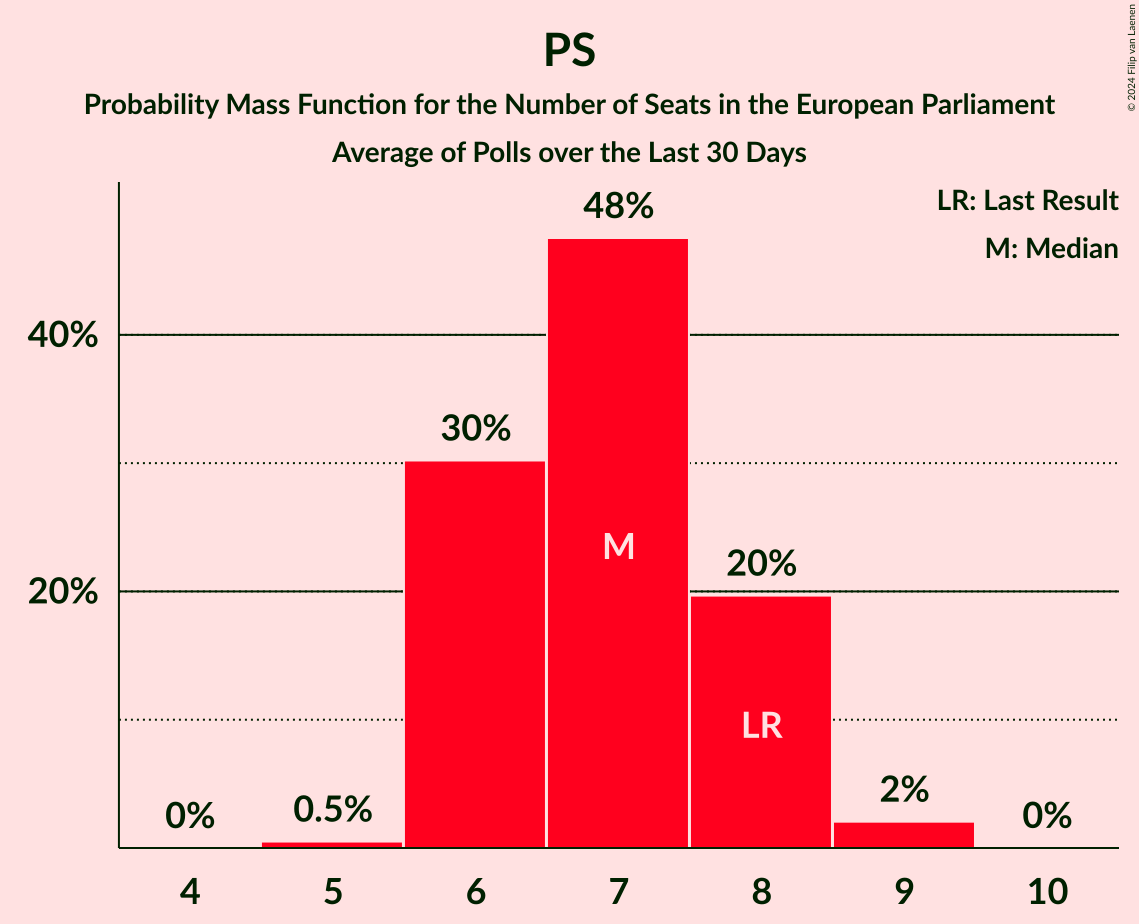 PS
Probability Mass Function for the Number of Seats in the European Parliament
Average of Polls over the Last 30 Days
© 2024 Filip van Laenen
LR: Last Result
M: Median
48%
40%
30%
M
20%
20%
LR
2%
0.5%
0%
0%
4 5 6 7 8 9 10